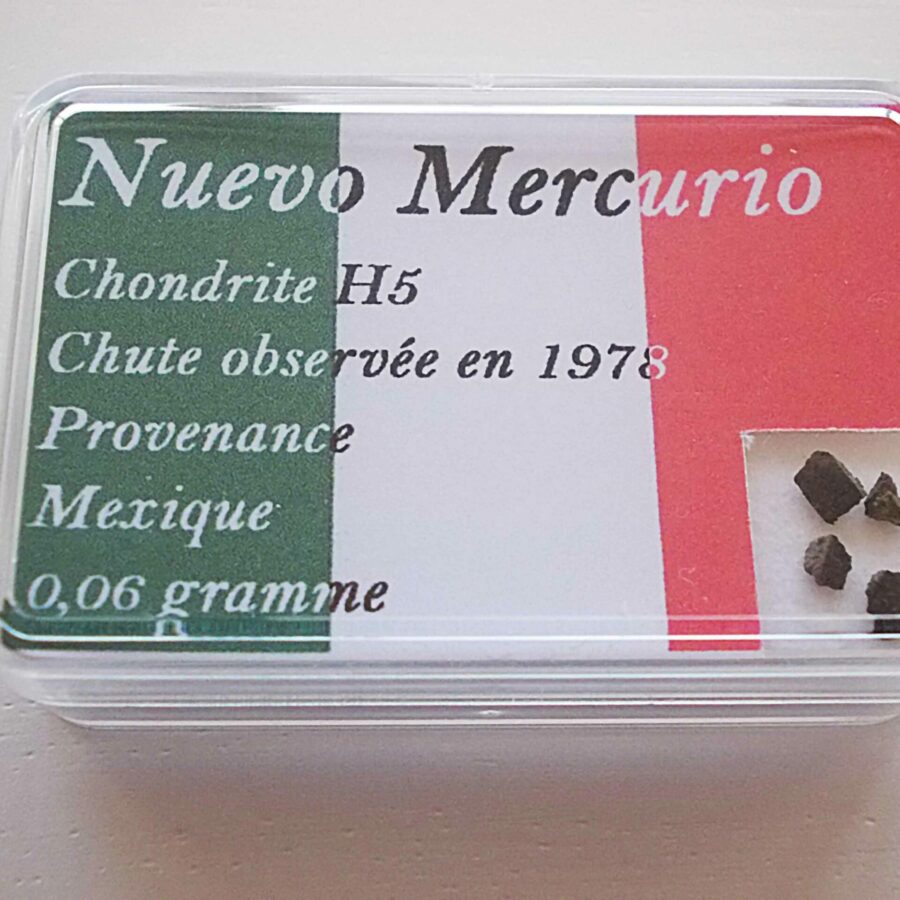 Nuevo Mercurio
Chondrite H5
Chute observée en 1978
Provenance
Mexique
0,06 gramme